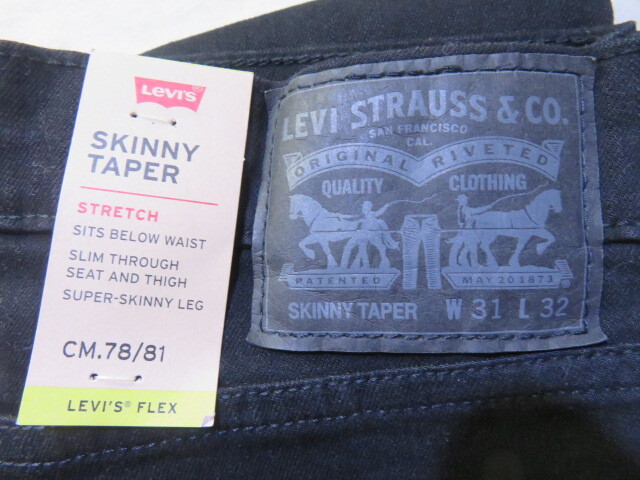 Levi's
SKINNY
TAPER
STRETCH
SITS BELOW WAIST
SLIM THROUGH
SEAT AND THIGH
SUPER-SKINNY LEG
CM.78/81
LEVI'S® FLEX
LEVI STRAUSS & CO.
SAN FRANCISCO
CAL.
ORIGINAL RIVETED
QUALITY CLOTHING
PATENTED MAY 20 1873
SKINNY TAPER W 31 L 32